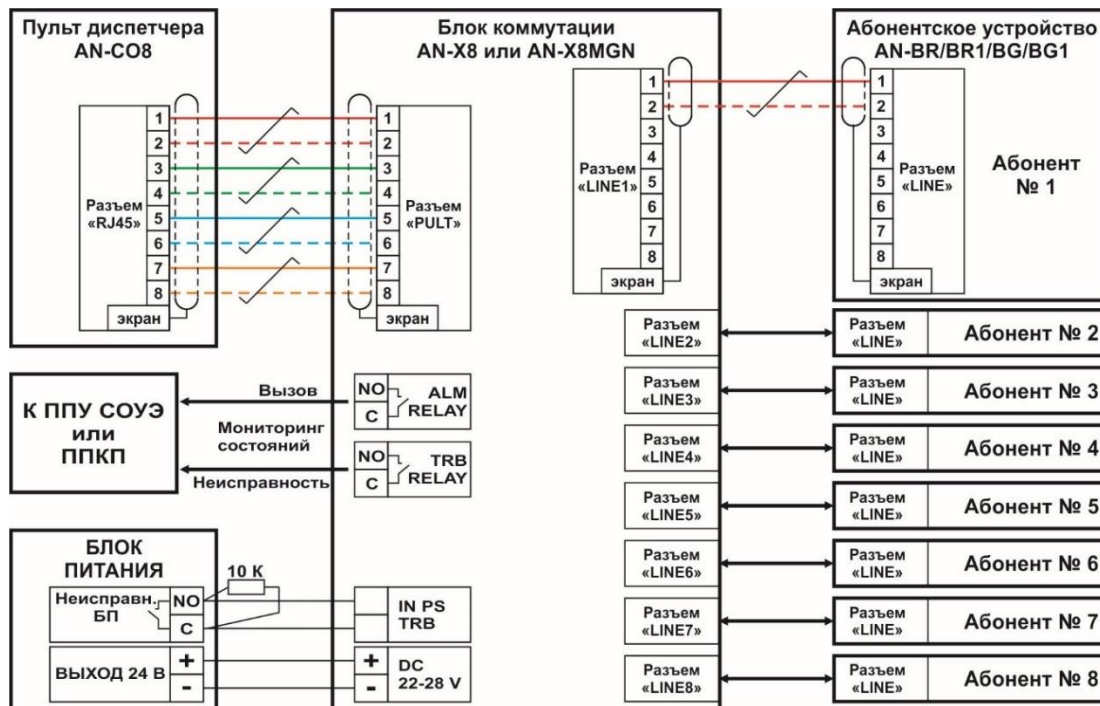 Пульт диспетчера
AN-CO8
Разъем
«RJ45»
1
2
3
4
5
6
7
8
экран
Блок коммутации
AN-X8 или AN-X8MGN
1
2
3
4
5
6
7
8
Разъем
«PULT»
экран
Разъем
«LINE1»
1
2
3
4
5
6
7
8
экран
Абонентское устройство
AN-BR/BR1/BG/BG1
1
2
3
4
5
6
7
8
Разъем
«LINE»
экран
Абонент
№ 1
Разъем
«LINE2»
Разъем
«LINE»
Абонент № 2
Разъем
«LINE3»
Разъем
«LINE»
Абонент № 3
Разъем
«LINE4»
Разъем
«LINE»
Абонент № 4
Разъем
«LINE5»
Разъем
«LINE»
Абонент № 5
Разъем
«LINE6»
Разъем
«LINE»
Абонент № 6
Разъем
«LINE7»
Разъем
«LINE»
Абонент № 7
Разъем
«LINE8»
Разъем
«LINE»
Абонент № 8
К ППУ СОУЭ
или
ППКП
Вызов
Мониторинг
состояний
Неисправность
NO
C
ALM
RELAY
NO
C
TRB
RELAY
БЛОК
ПИТАНИЯ
Неисправн.
БП
NO
C
10 К
IN PS
TRB
ВЫХОД 24 В
+
-
+
-
DC
22-28 V